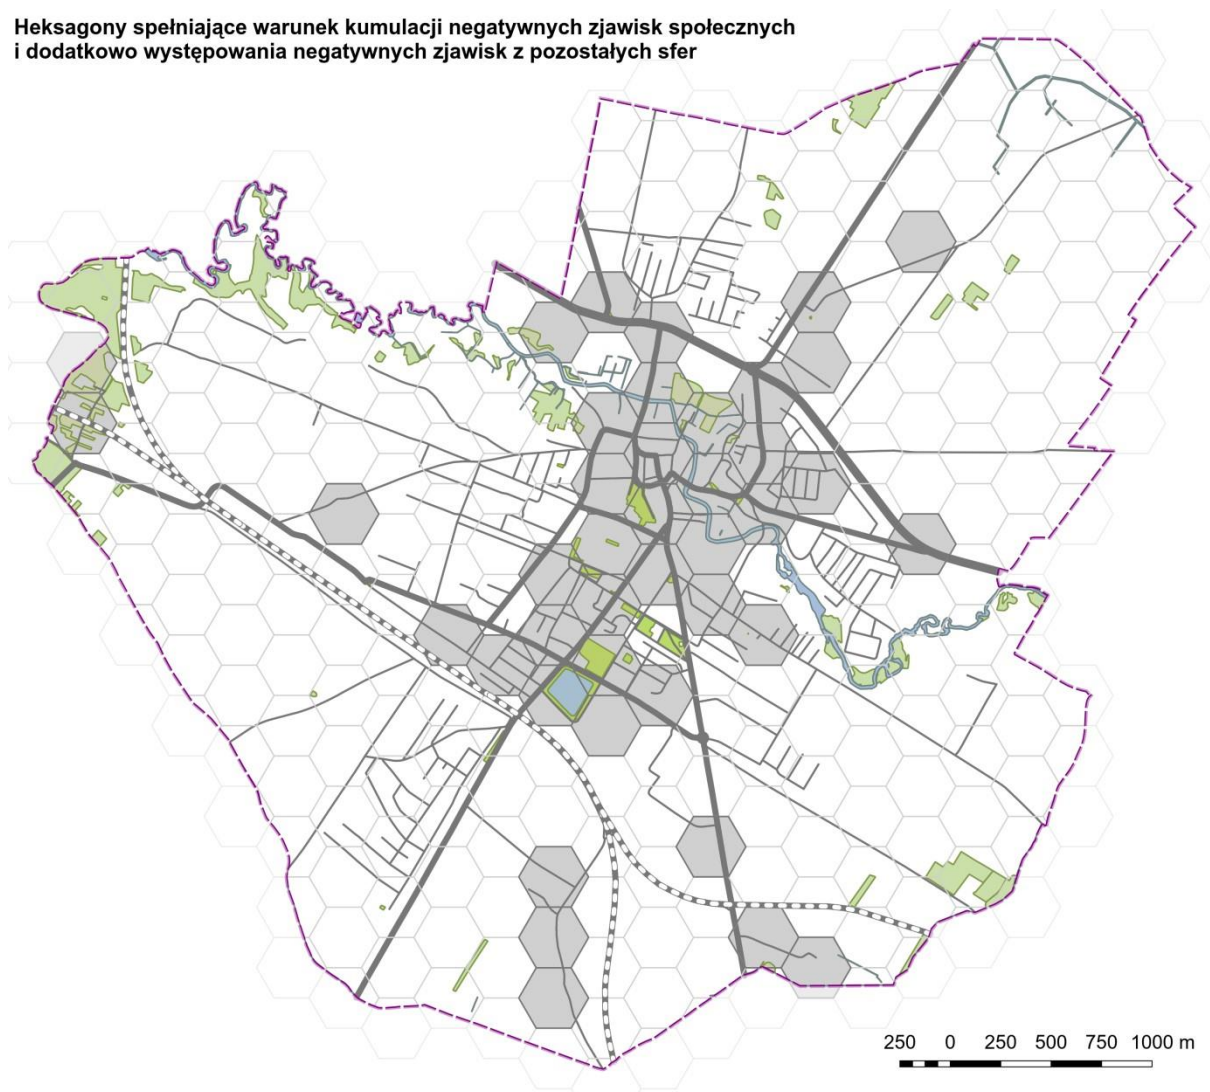 Heksagony spełniające warunek kumulacji negatywnych zjawisk społecznych
i dodatkowo występowania negatywnych zjawisk z pozostałych sfer
250 0 250 500 750 1000 m